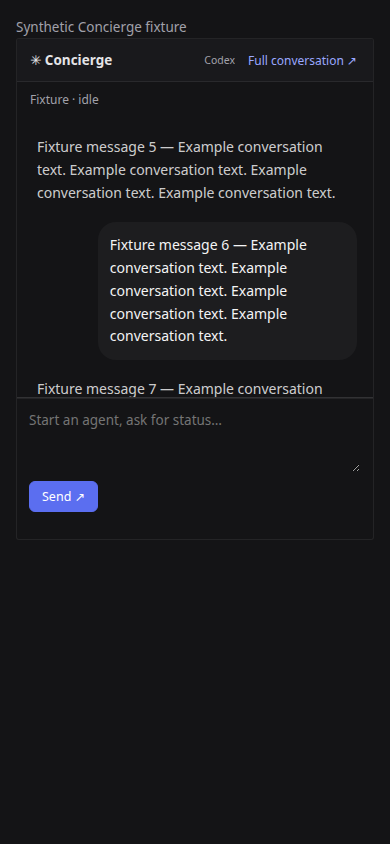 Synthetic Concierge fixture
✳ Concierge Codex Full conversation ↗
Fixture · idle
Fixture message 5 — Example conversation
text. Example conversation text. Example
conversation text. Example conversation text.
Fixture message 6 — Example
conversation text. Example
conversation text. Example
conversation text. Example
conversation text.
Fixture message 7 — Example conversation
Start an agent, ask for status...
Send ↗